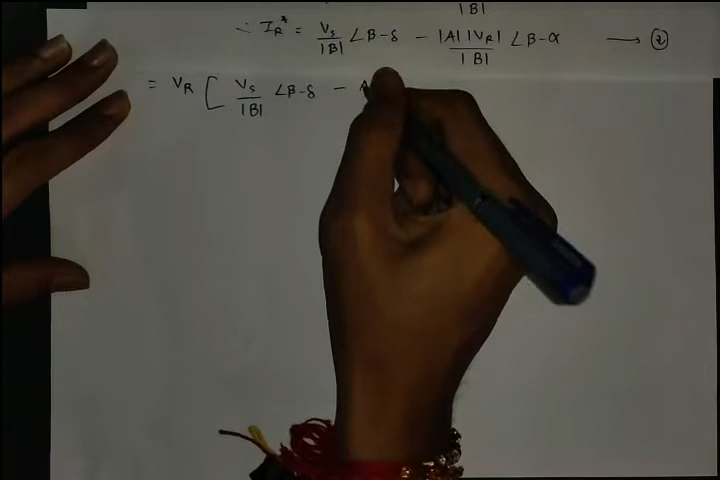 |B|
∴ I_R* = V_s/|B| ∠β-δ - |A||V_R|/|B| ∠β-α → ②
= V_R [ V_s/|B| ∠β-δ -